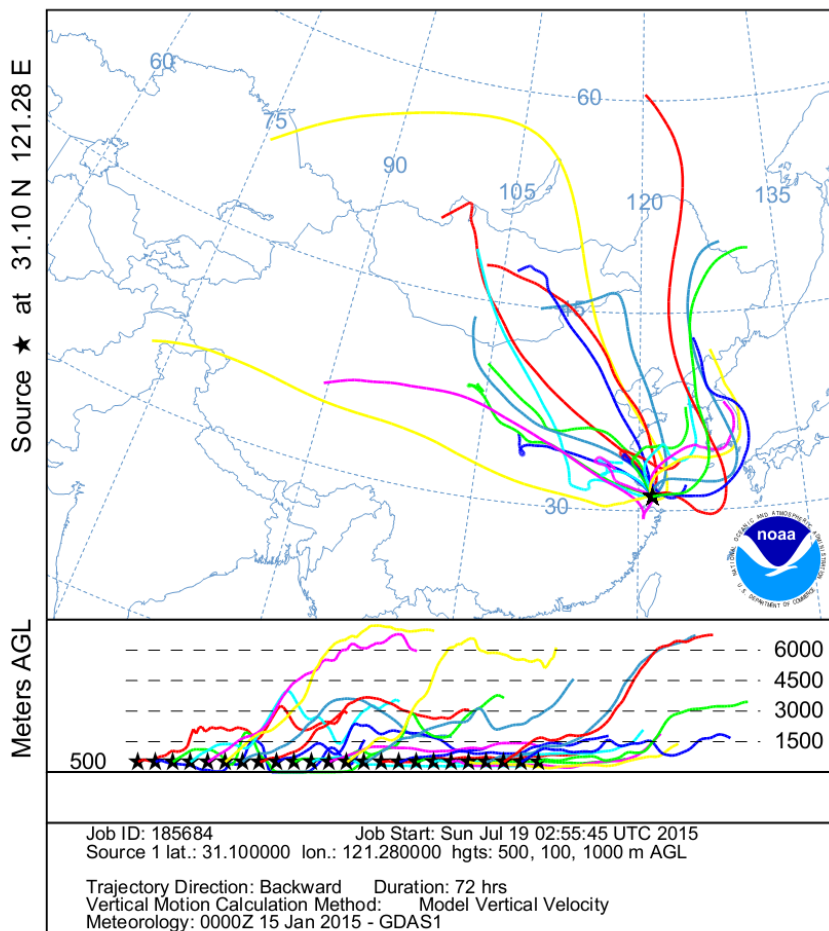 Source ★ at 31.10 N 121.28 E
60
75
90
105
60
120
135
45
30
NATIONAL OCEANIC AND ATMOSPHERIC ADMINISTRATION
noaa
U.S. DEPARTMENT OF COMMERCE
Meters AGL
6000
4500
3000
1500
500
Job ID: 185684 Job Start: Sun Jul 19 02:55:45 UTC 2015
Source 1 lat.: 31.100000 lon.: 121.280000 hgts: 500, 100, 1000 m AGL
Trajectory Direction: Backward Duration: 72 hrs
Vertical Motion Calculation Method: Model Vertical Velocity
Meteorology: 0000Z 15 Jan 2015 - GDAS1